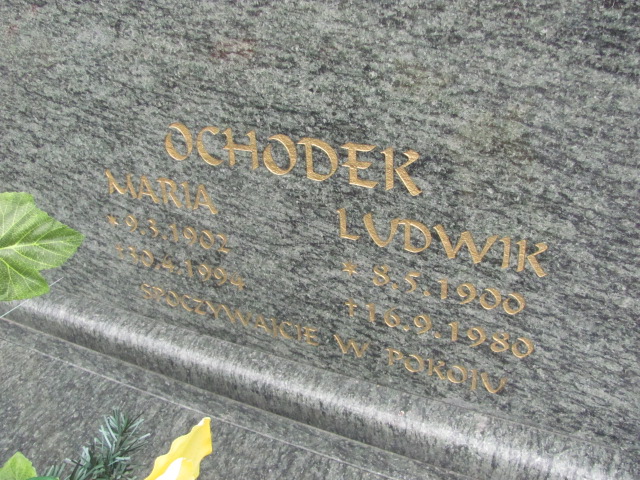 OCHODEK
MARIA
*9.3.1902
†30.4.1994
LUDWIK
*8.5.1900
†16.9.1980
SPOCZYWAJCIE W POKOJU